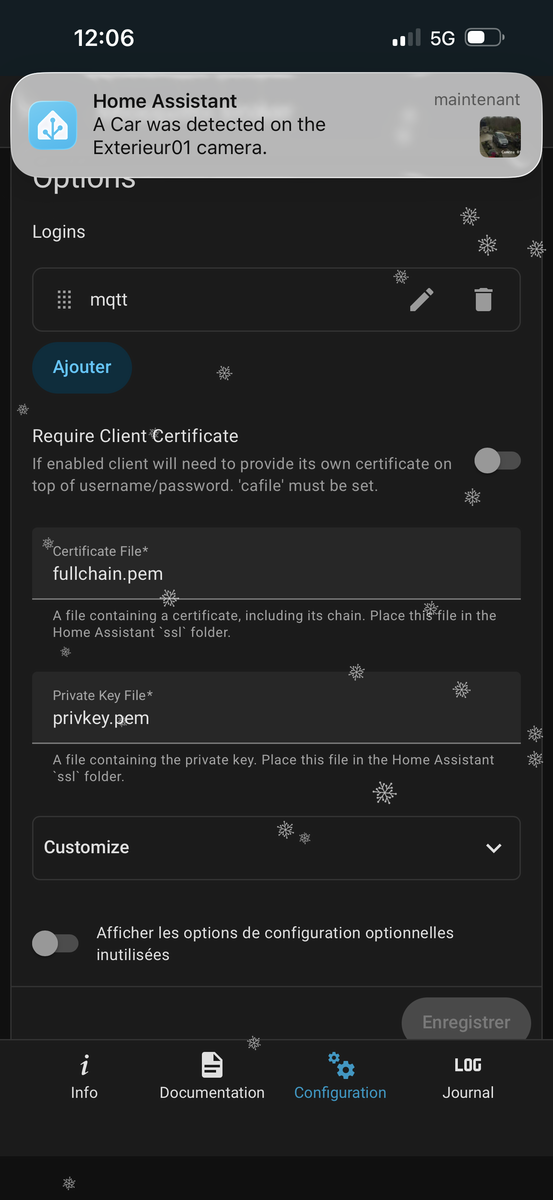 12:06
5G
Home Assistant
maintenant
A Car was detected on the
Exterieur01 camera.
Options
Logins
mqtt
Ajouter
Require Client Certificate
If enabled client will need to provide its own certificate on
top of username/password. 'cafile' must be set.
Certificate File*
fullchain.pem
A file containing a certificate, including its chain. Place this file in the
Home Assistant `ssl` folder.
Private Key File*
privkey.pem
A file containing the private key. Place this file in the Home Assistant
`ssl` folder.
Customize
Afficher les options de configuration optionnelles
inutilisées
Enregistrer
i
LOG
Info
Documentation
Configuration
Journal